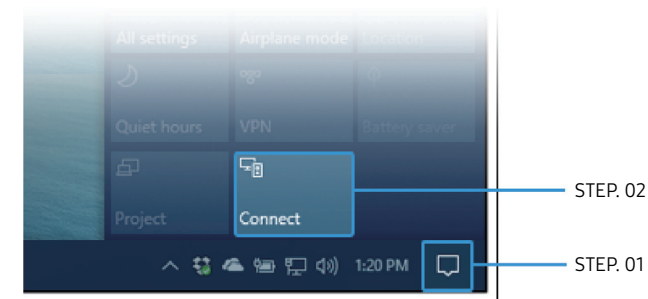 All settings Airplane mode Location
Quiet hours VPN Battery saver
STEP. 02
Project Connect
1:20 PM STEP. 01